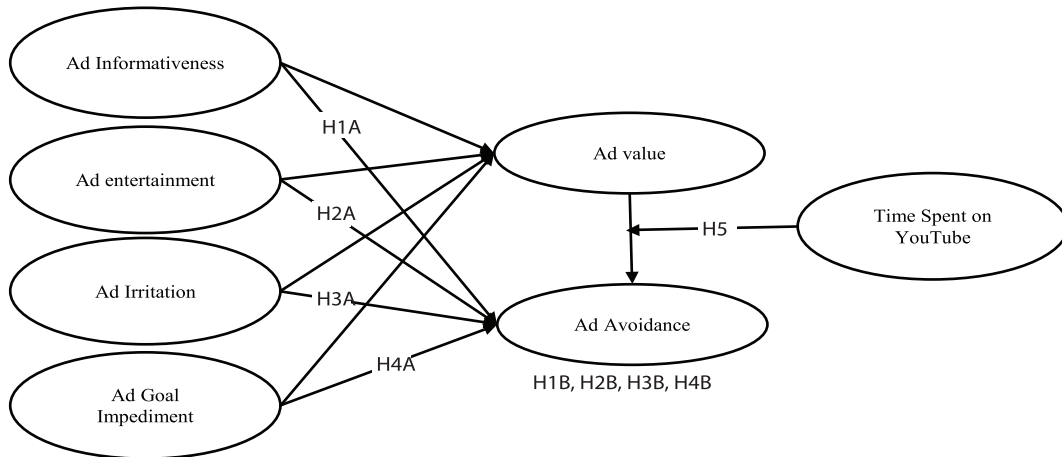 Ad Informativeness
H1A
Ad entertainment
H2A
Ad Irritation
H3A
Ad Goal
Impediment
H4A
Ad value
H5
Time Spent on
YouTube
Ad Avoidance
H1B, H2B, H3B, H4B